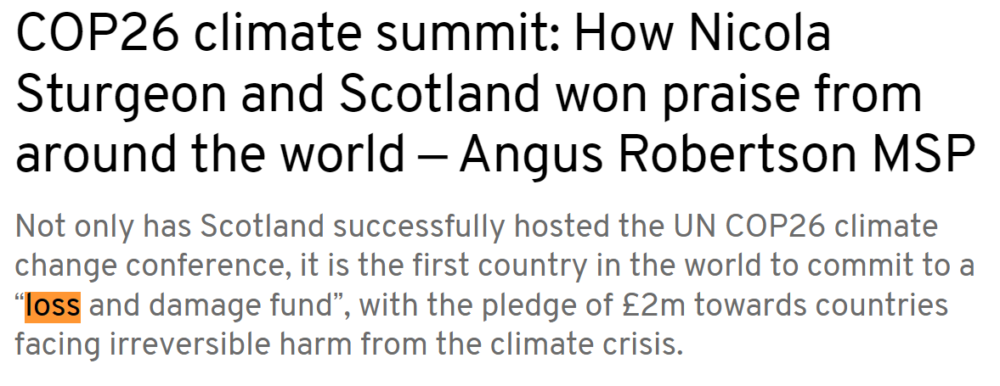 COP26 climate summit: How Nicola
Sturgeon and Scotland won praise from
around the world – Angus Robertson MSP
Not only has Scotland successfully hosted the UN COP26 climate
change conference, it is the first country in the world to commit to a
“loss and damage fund”, with the pledge of £2m towards countries
facing irreversible harm from the climate crisis.